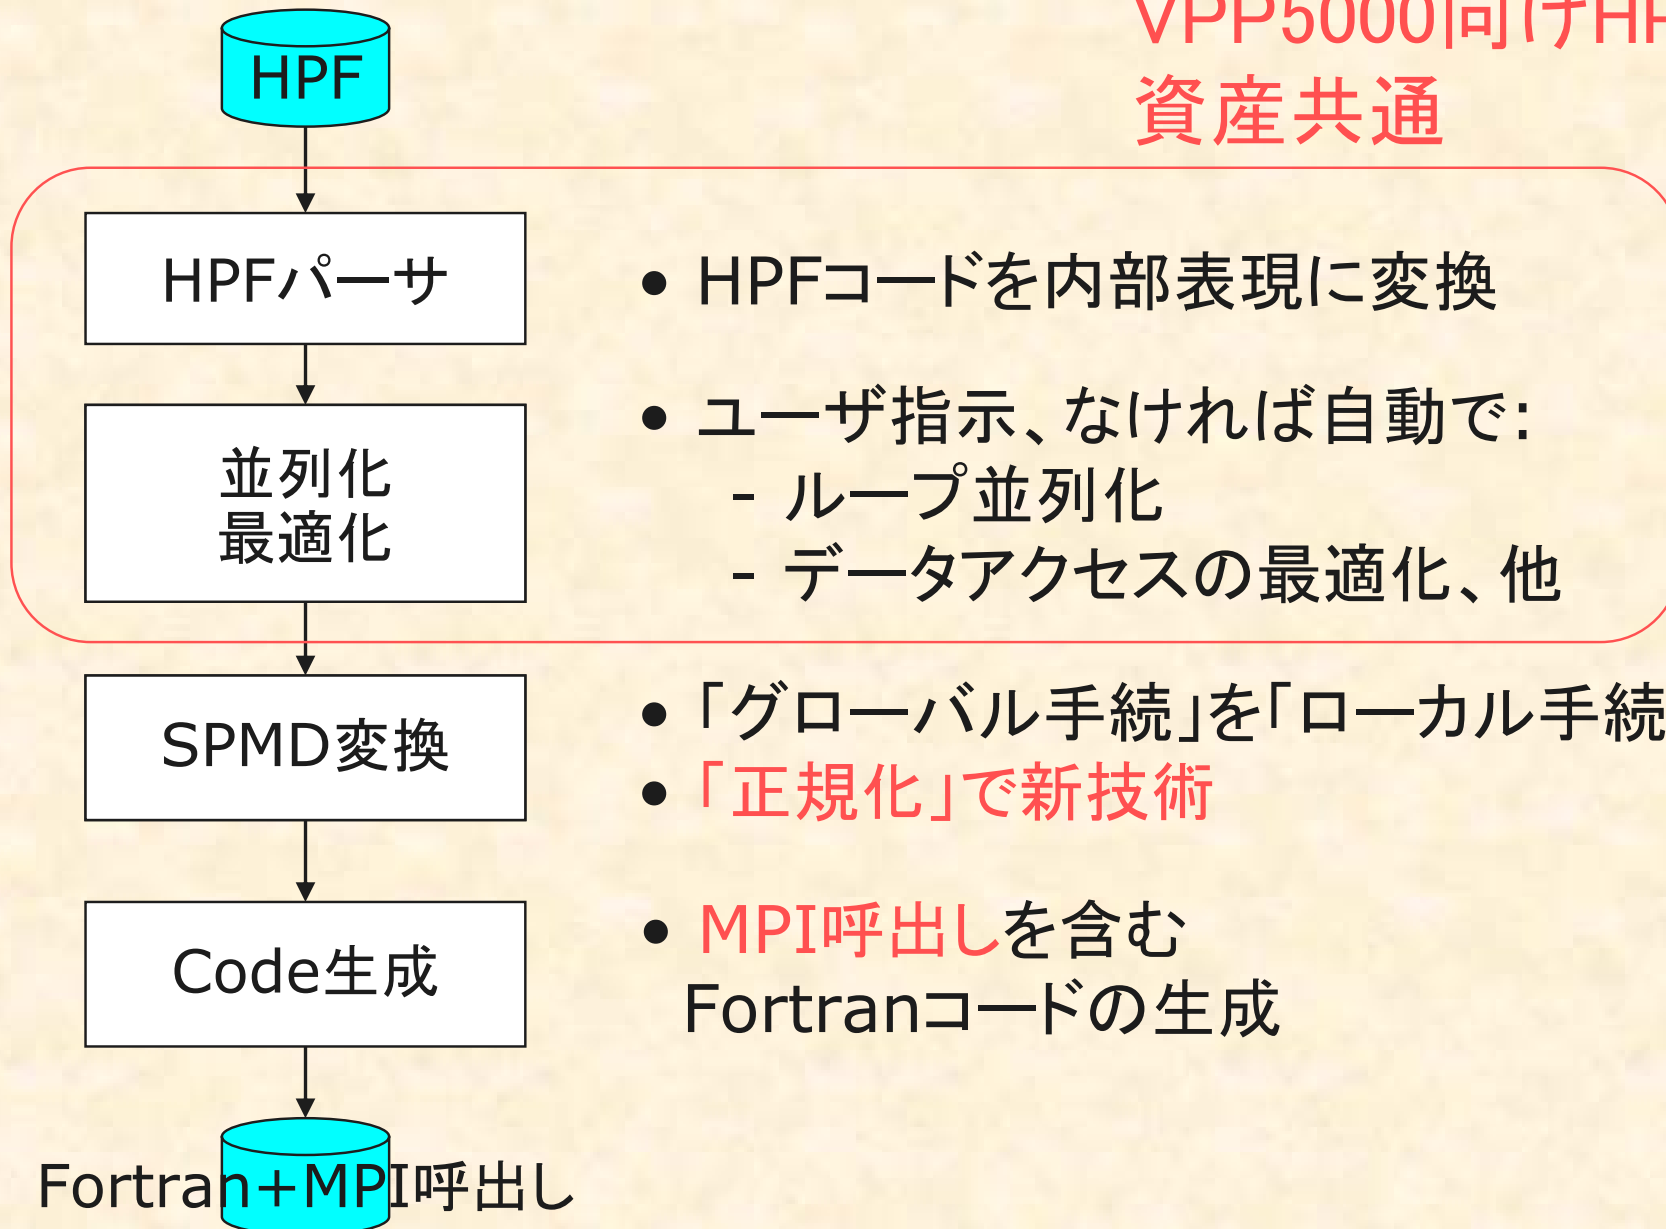 VPP5000向けHP
資産共通
HPF
HPFパーサ
• HPFコードを内部表現に変換
並列化
最適化
• ユーザ指示、なければ自動で:
- ループ並列化
- データアクセスの最適化、他
SPMD変換
• 「グローバル手続」を「ローカル手続
• 「正規化」で新技術
Code生成
• MPI呼出しを含む
Fortranコードの生成
Fortran+MPI呼出し